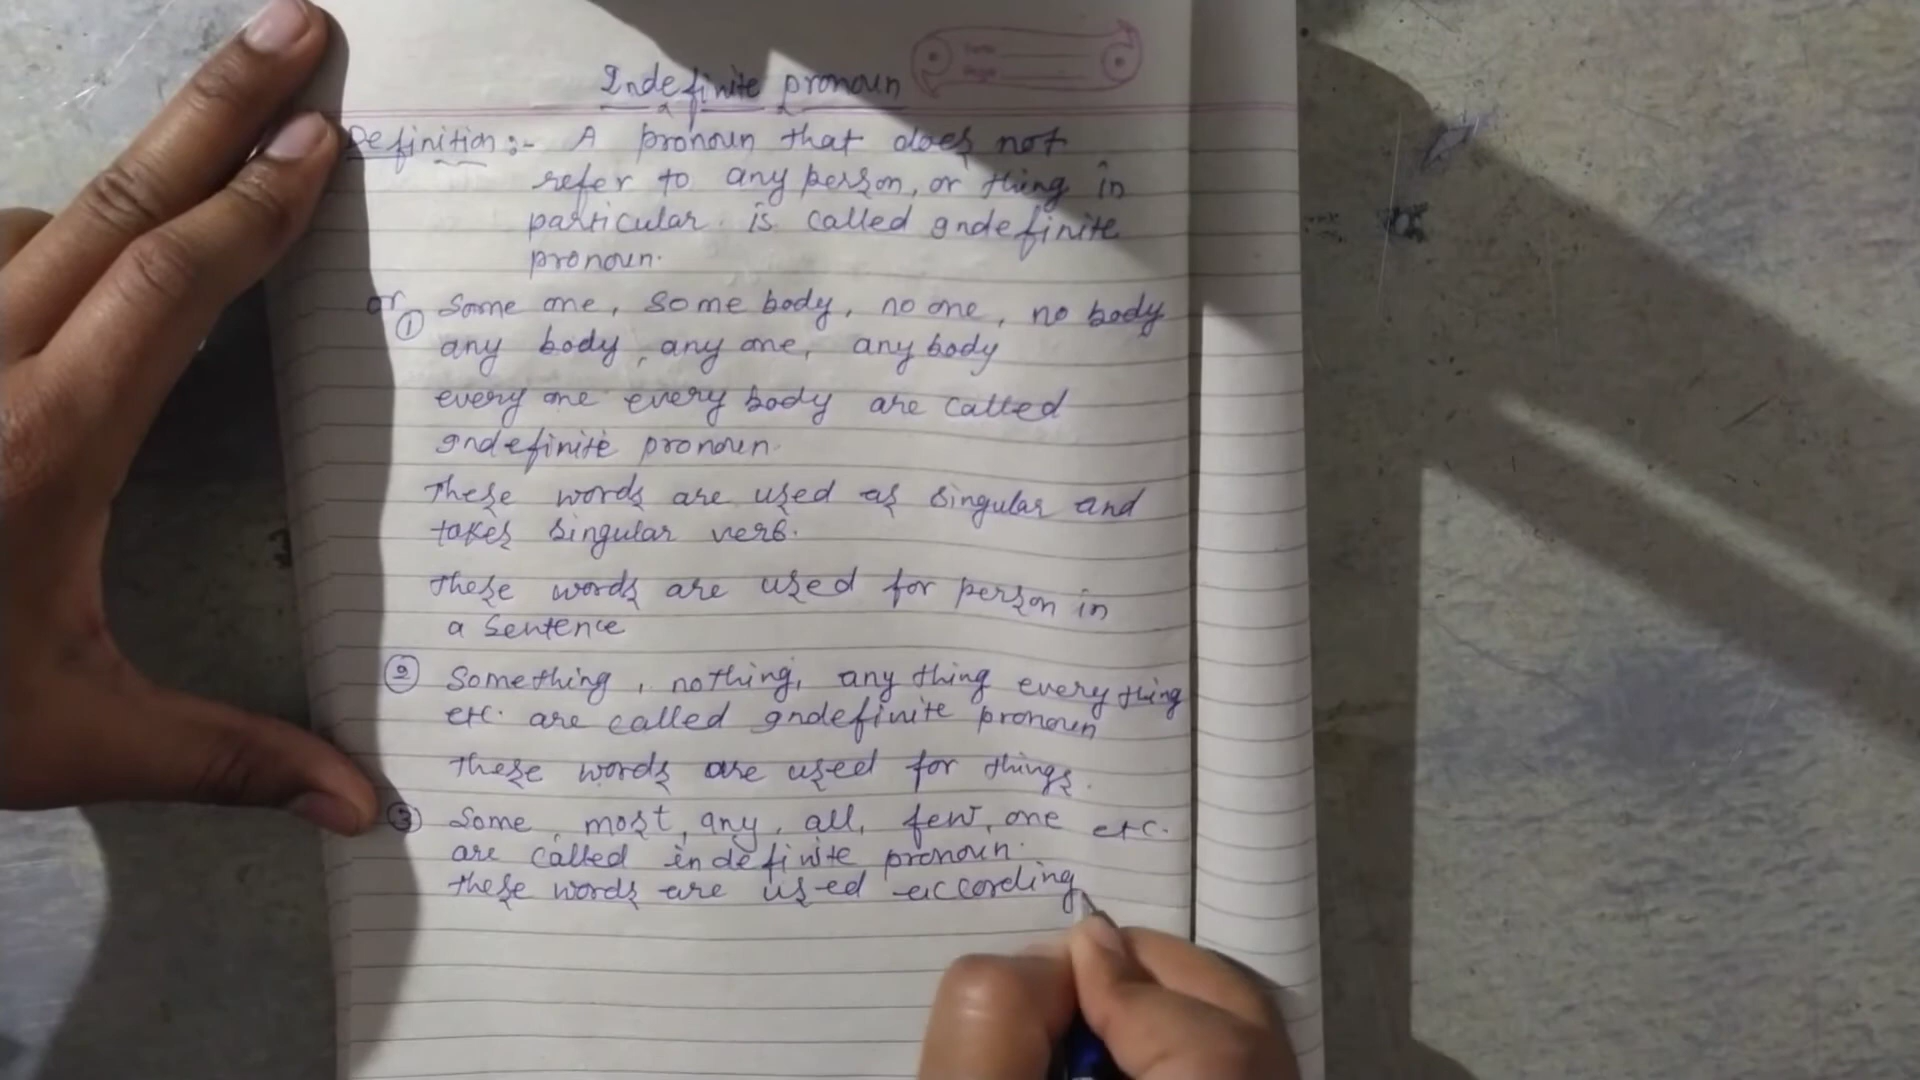 Indefinite pronoun
Definition :- A pronoun that does not
refer to any person, or thing in
particular. is called Indefinite
pronoun.
or
① Some one, Some body, no one, no body
any body, any one, any body
every one every body are called
Indefinite pronoun.
These words are used as singular and
takes singular verb.
These words are used for person in
a Sentence
② Something, nothing, any thing every thing
etc. are called Indefinite pronoun
These words are used for things.
③ Some, most, any, all, few, one etc.
are called indefinite pronoun.
these words are used according